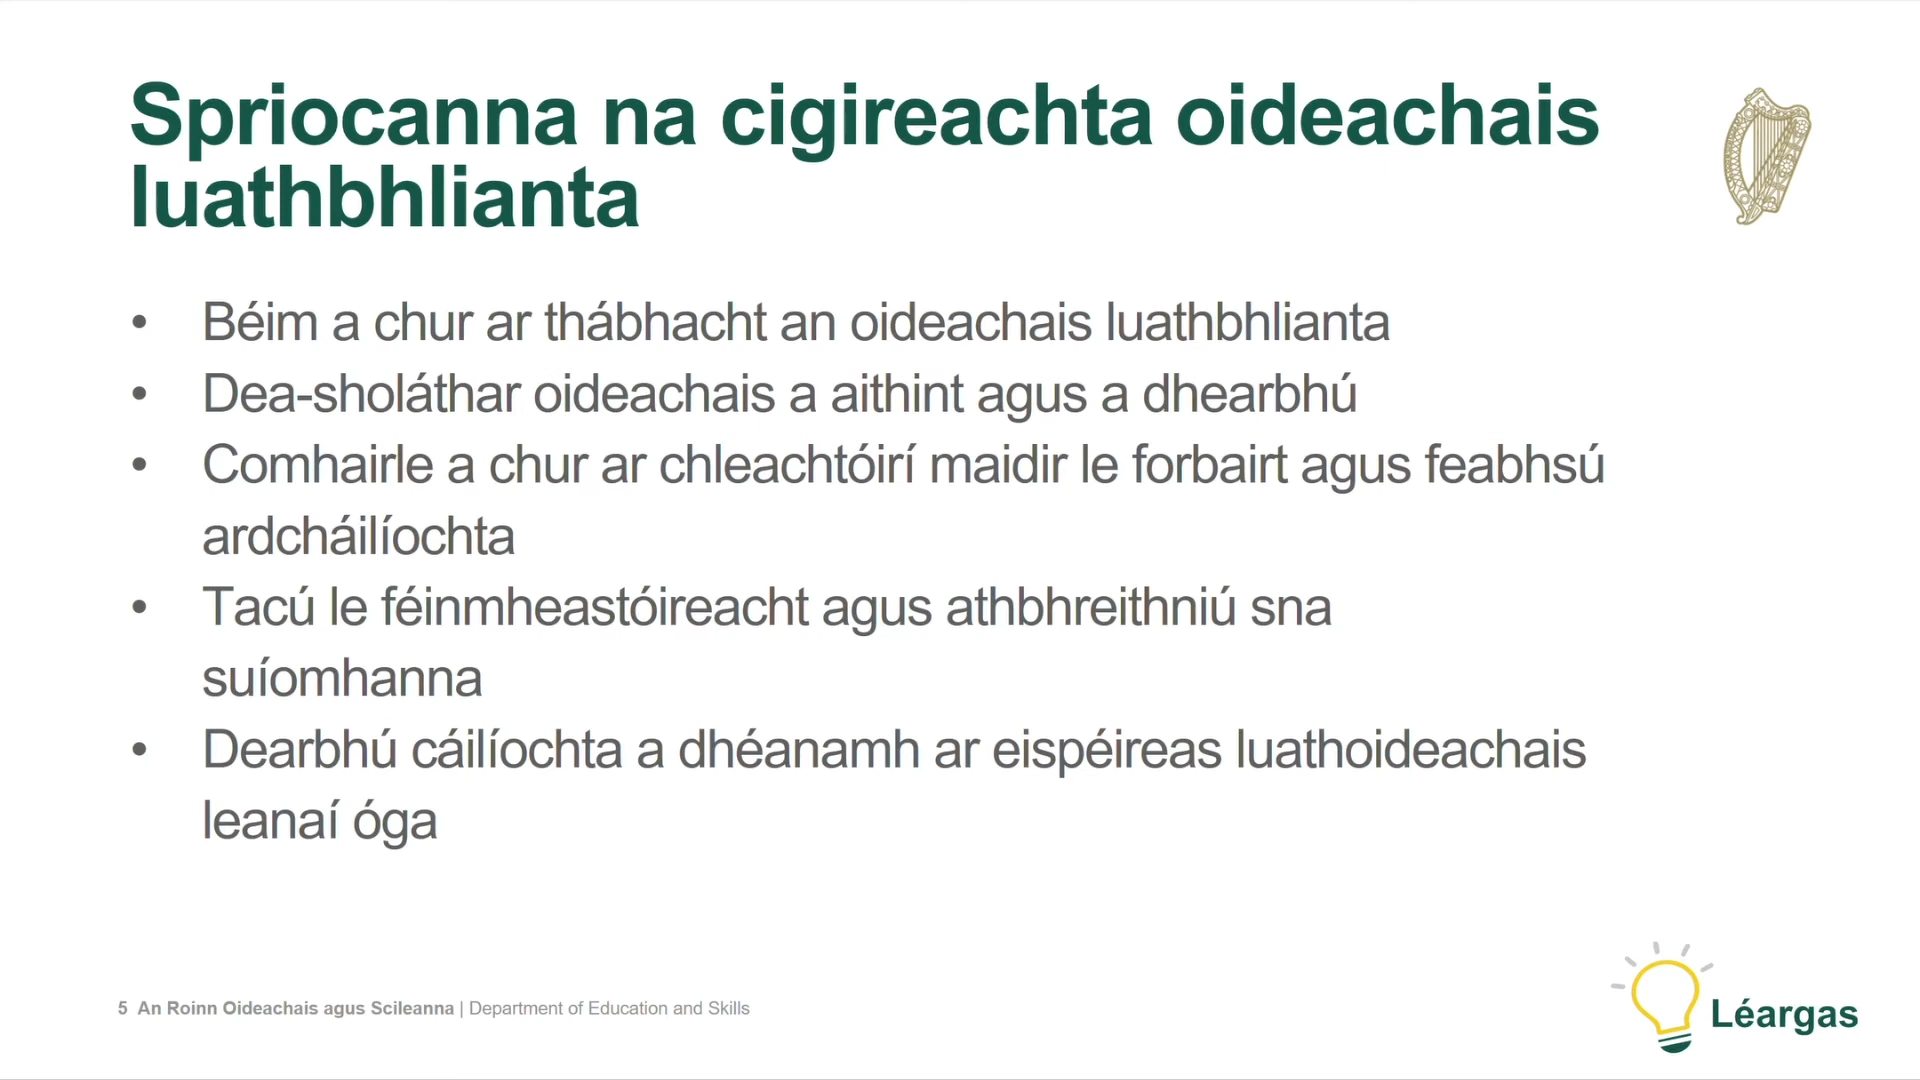 Spriocanna na cigireachta oideachais
luathbhlianta
• Béim a chur ar thábhacht an oideachais luathbhlianta
• Dea-sholáthar oideachais a aithint agus a dhearbhú
• Comhairle a chur ar chleachtóirí maidir le forbairt agus feabhsú
ardcháilíochta
• Tacú le féinmheastóireacht agus athbhreithniú sna
suíomhanna
• Dearbhú cáilíochta a dhéanamh ar eispéireas luathoideachais
leanaí óga
5 An Roinn Oideachais agus Scileanna | Department of Education and Skills
Léargas